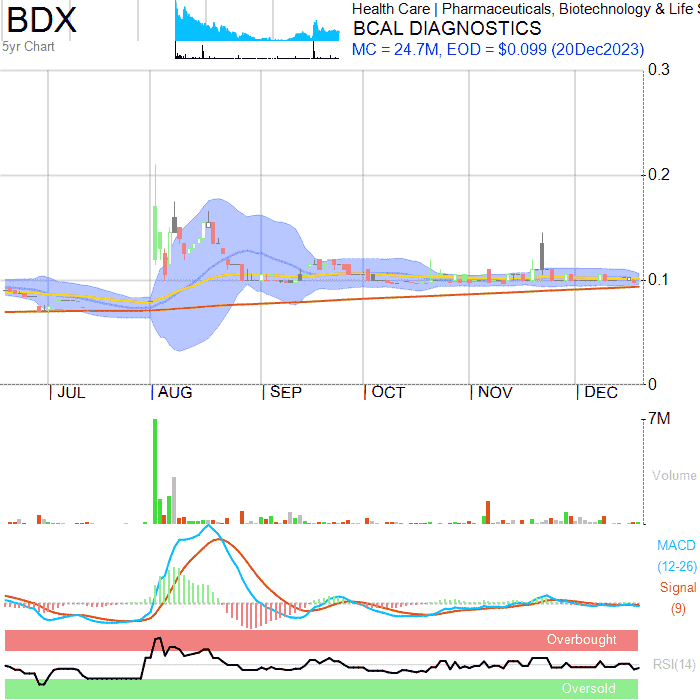 BDX
5yr Chart
Health Care | Pharmaceuticals, Biotechnology & Life
BCAL DIAGNOSTICS
MC = 24.7M, EOD = $0.099 (20Dec2023)
0.3
0.2
0.1
0
JUL
AUG
SEP
OCT
NOV
DEC
7M
Volume
MACD
(12-26)
Signal
(9)
Overbought
RSI(14)
Oversold